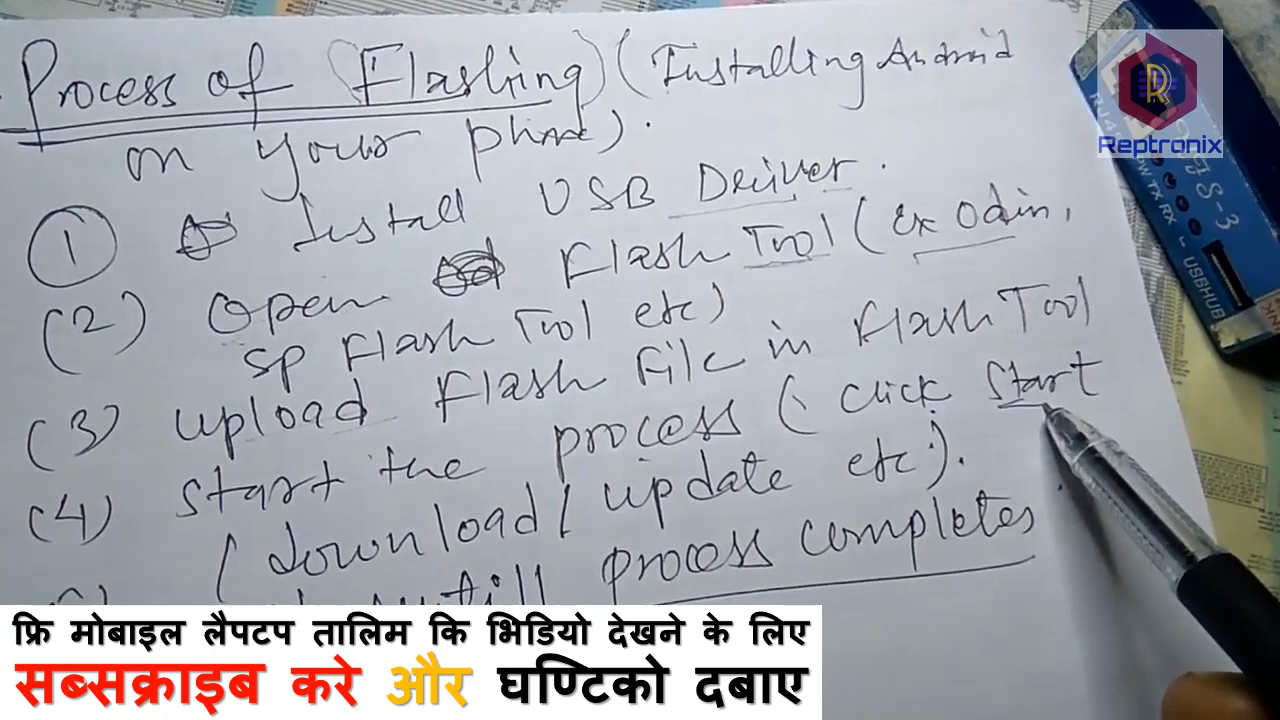 Process of (Flashing) (Installing Android
on your phone).
1 Install USB Driver.
(2) Open Flash Tool (Ex Odin,
SP Flash Tool etc)
(3) upload Flash File in Flash Tool
(4) start the process (click Start
/download/update etc).
until process completes
Reptronix
USBHUB
फ्रि मोबाइल लैपटप तालिम कि भिडियो देखने के लिए
सब्सक्राइब करे और घण्टिको दबाए